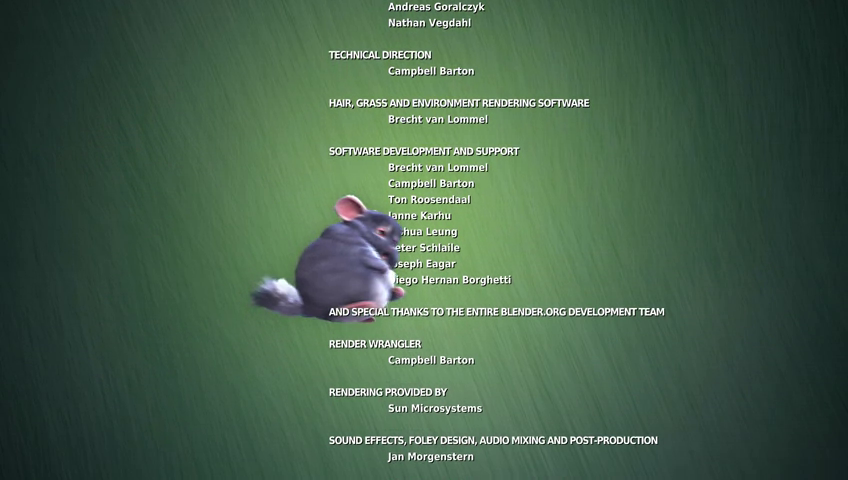 Andreas Goralczyk
Nathan Vegdahl
TECHNICAL DIRECTION
Campbell Barton
HAIR, GRASS AND ENVIRONMENT RENDERING SOFTWARE
Brecht van Lommel
SOFTWARE DEVELOPMENT AND SUPPORT
Brecht van Lommel
Campbell Barton
Ton Roosendaal
Janne Karhu
Leung
Schlaile
Eagar
Hernan Borghetti
AND SPECIAL THANKS TO THE ENTIRE BLENDER.ORG DEVELOPMENT TEAM
RENDER WRANGLER
Campbell Barton
RENDERING PROVIDED BY
Sun Microsystems
SOUND EFFECTS, FOLEY DESIGN, AUDIO MIXING AND POST-PRODUCTION
Jan Morgenstern